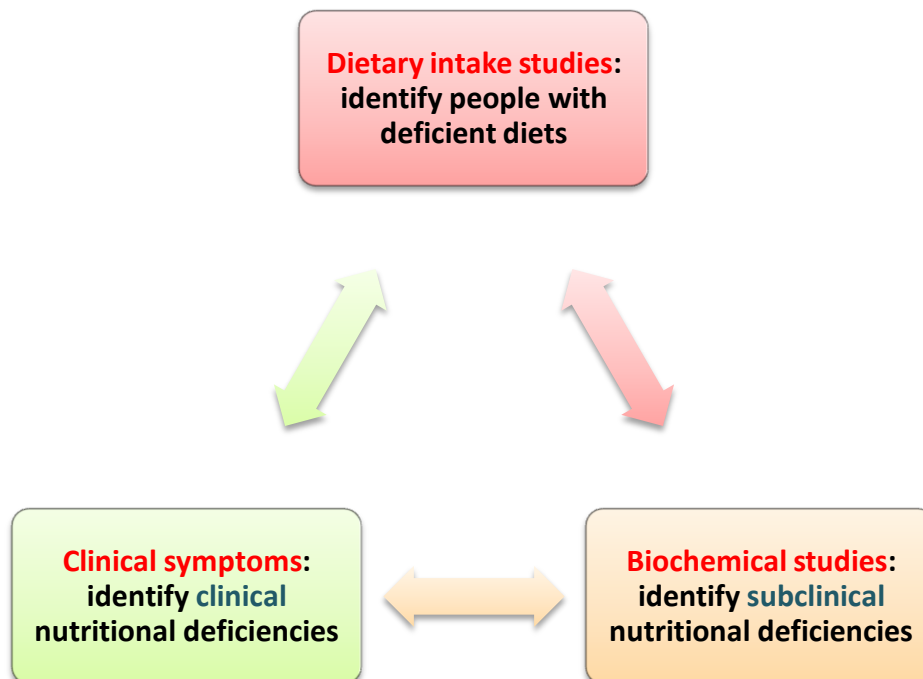 Dietary intake studies:
identify people with
deficient diets
Clinical symptoms:
identify clinical
nutritional deficiencies
Biochemical studies:
identify subclinical
nutritional deficiencies